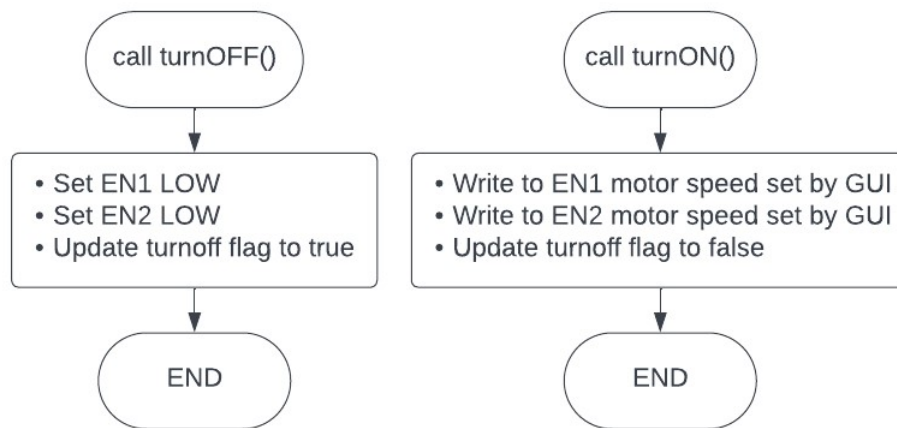 call turnOFF()
• Set EN1 LOW
• Set EN2 LOW
• Update turnoff flag to true
END
call turnON()
• Write to EN1 motor speed set by GUI
• Write to EN2 motor speed set by GUI
• Update turnoff flag to false
END